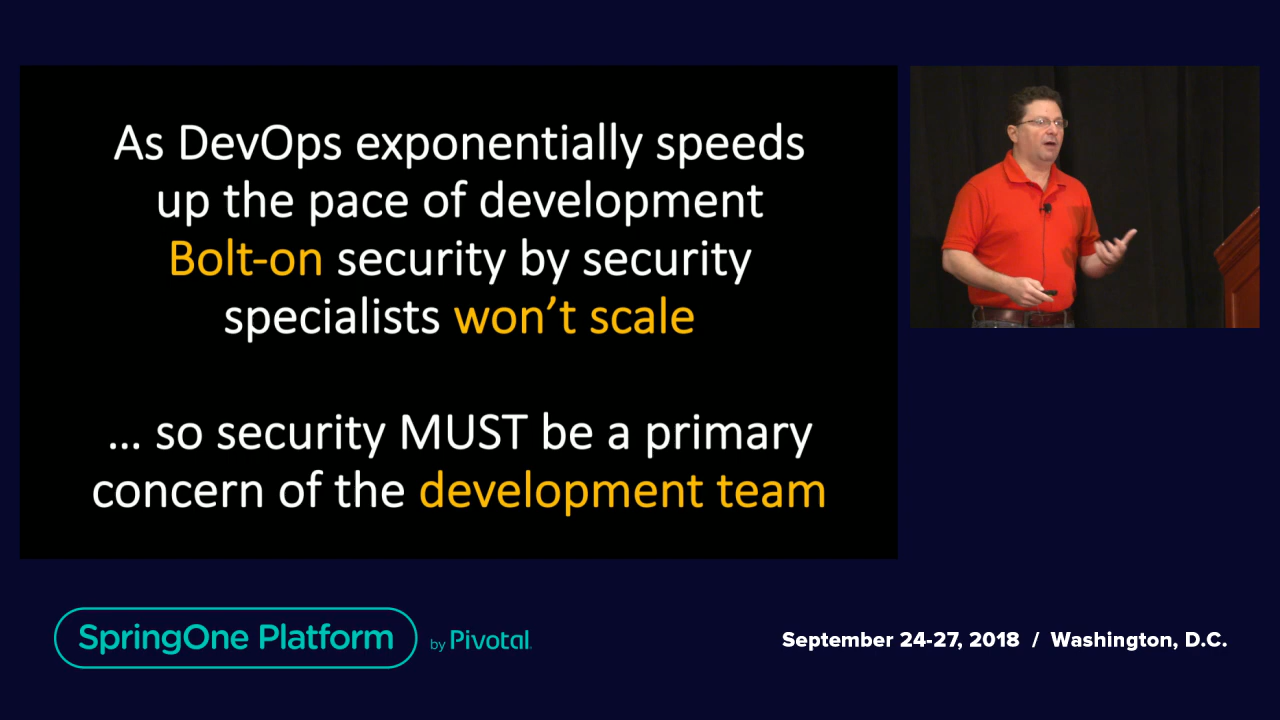 As DevOps exponentially speeds
up the pace of development
Bolt-on security by security
specialists won’t scale
… so security MUST be a primary
concern of the development team
SpringOne Platform
by Pivotal.
September 24-27, 2018 / Washington, D.C.